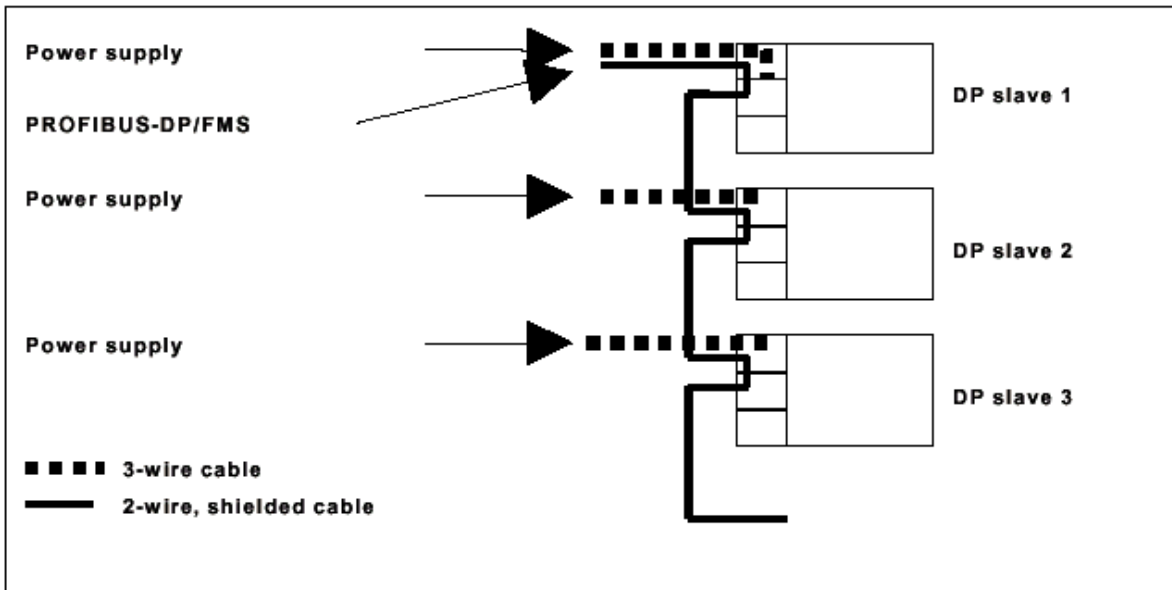 Power supply
DP slave 1
PROFIBUS-DP/FMS
Power supply
DP slave 2
Power supply
DP slave 3
3-wire cable
2-wire, shielded cable